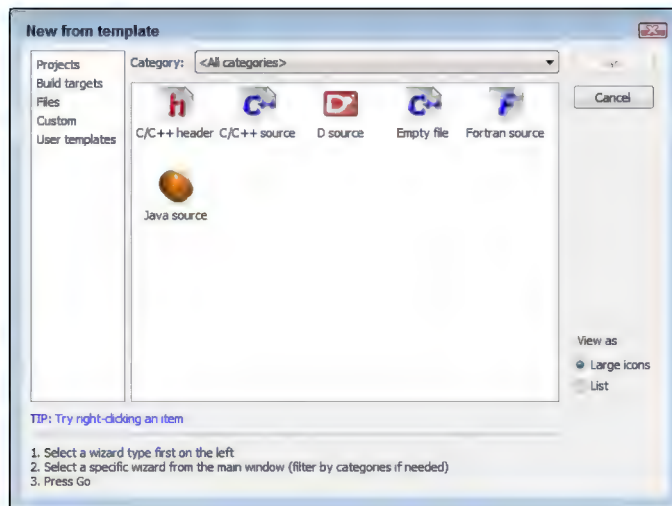 New from template
Projects
Build targets
Files
Custom
User templates
Category: <All categories>
Cancel
C/C++ header C/C++ source D source Empty file Fortran source
Java source
View as
Large icons
List
TIP: Try right-clicking an item
1. Select a wizard type first on the left
2. Select a specific wizard from the main window (filter by categories if needed)
3. Press Go